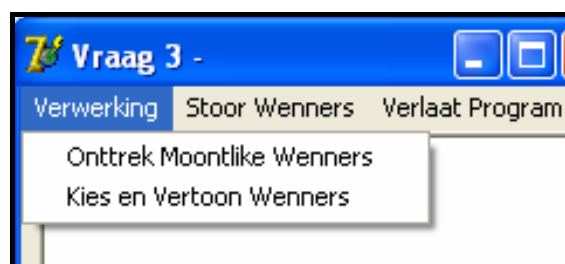 Vraag 3 -
Verwerking Stoor Wenners Verlaat Program
Onttrek Moontlike Wenners
Kies en Vertoon Wenners